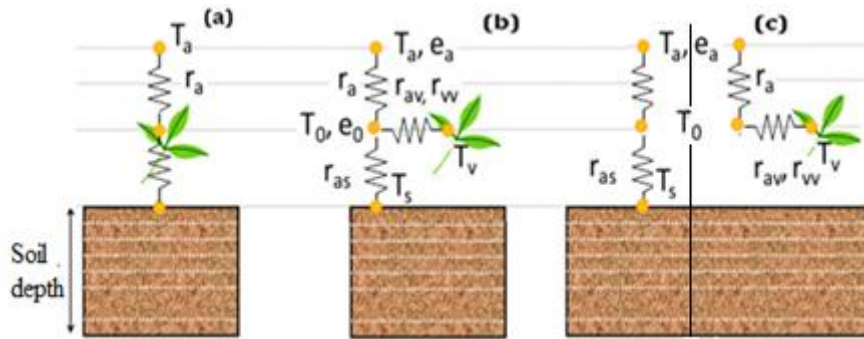 (a)
Tₐ
rₐ
(b)
Tₐ, eₐ
rₐ
rₐᵥ, rᵥᵥ
T₀, e₀
Tᵥ
rₐₛ
Tₛ
(c)
Tₐ, eₐ
rₐ
T₀
Tᵥ
rₐᵥ, rᵥᵥ
rₐₛ
Tₛ
Soil
depth